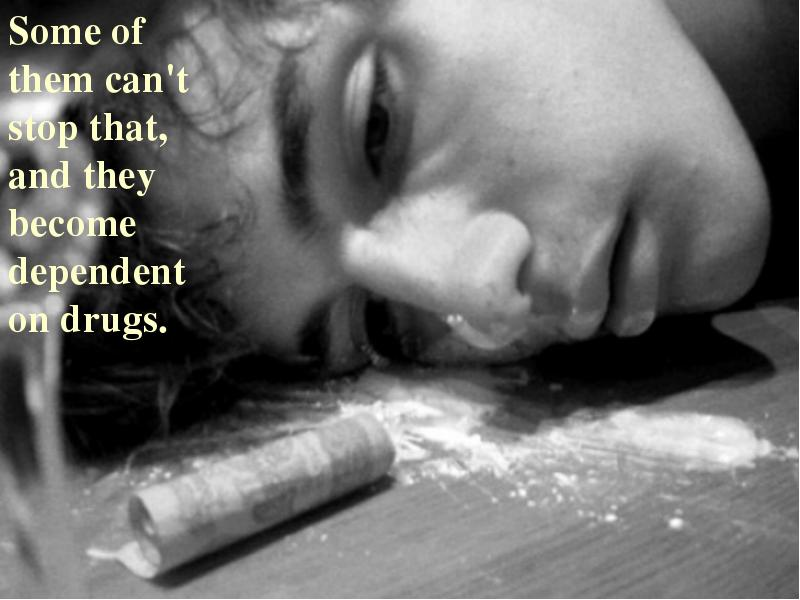 Some of
them can't
stop that,
and they
become
dependent
on drugs.